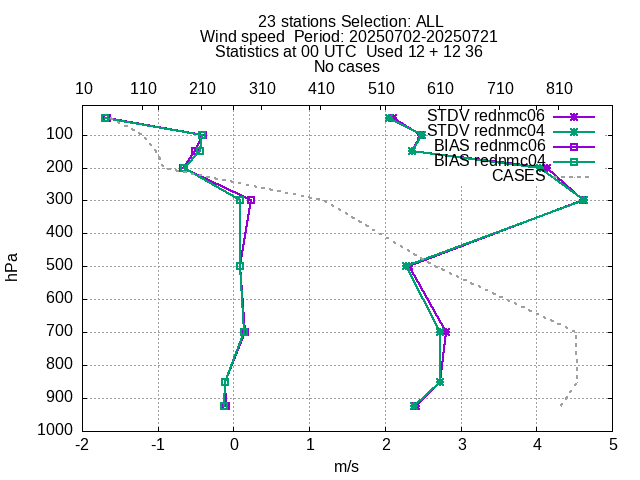 23 stations Selection: ALL
Wind speed  Period: 20250702-20250721
Statistics at 00 UTC  Used 12 + 12 36
No cases
10 110 210 310 410 510 610 710 810
STDV rednmc06
STDV rednmc04
BIAS rednmc06
BIAS rednmc04
CASES
100
200
300
400
500
600
700
800
900
1000
hPa
-2 -1 0 1 2 3 4 5
m/s